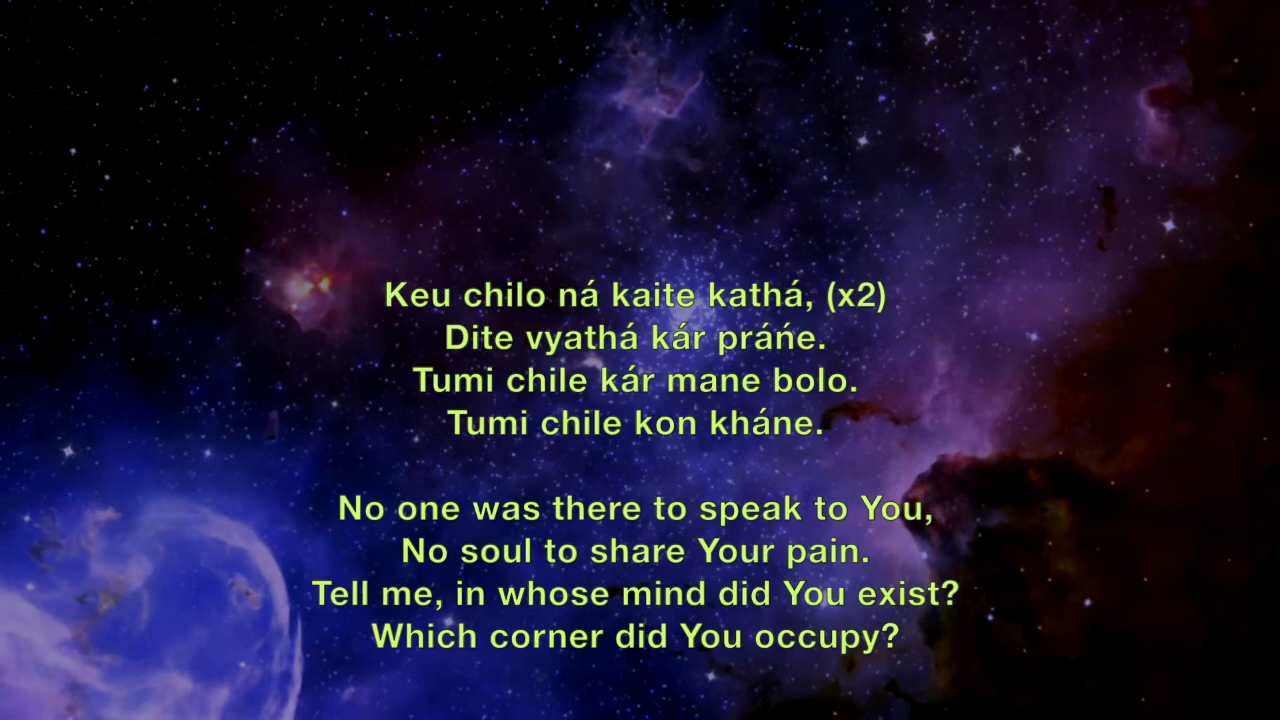 Keu chilo ná kaite kathá, (x2)
Dite vyathá kár práńe.
Tumi chile kár mane bolo.
Tumi chile kon kháne.
No one was there to speak to You,
No soul to share Your pain.
Tell me, in whose mind did You exist?
Which corner did You occupy?